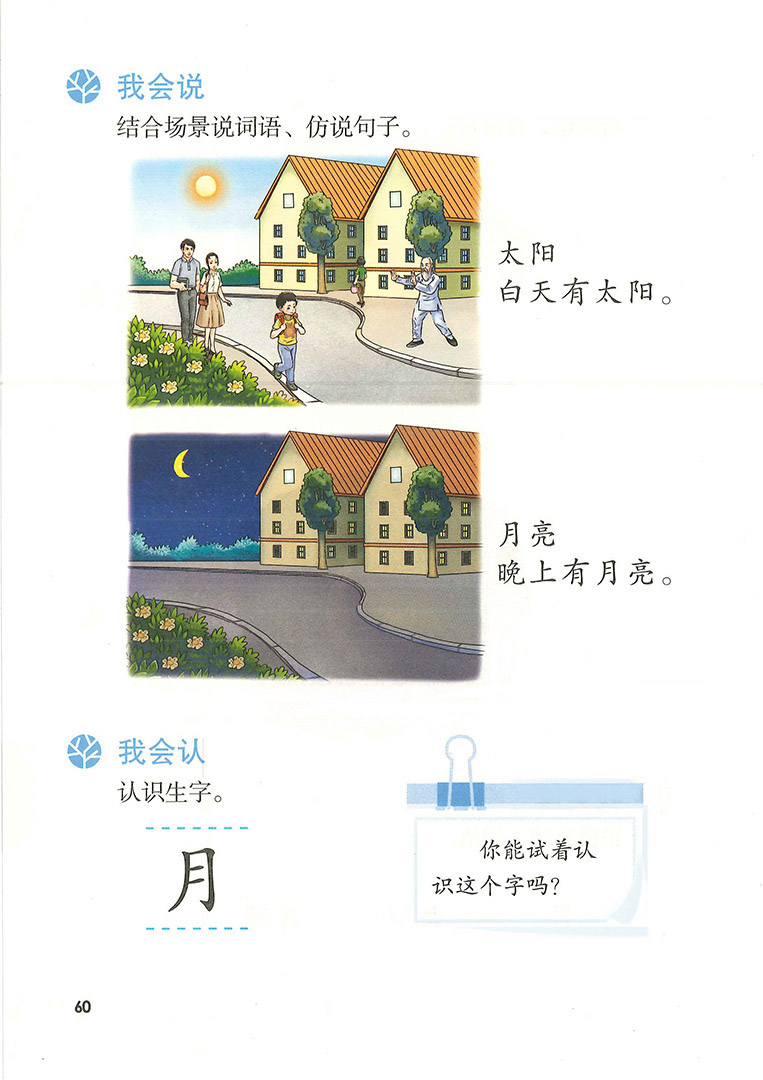 我会说
结合场景说词语、仿说句子。
太阳
白天有太阳。
月亮
晚上有月亮。
我会认
认识生字。
月
你能试着认
识这个字吗？
60